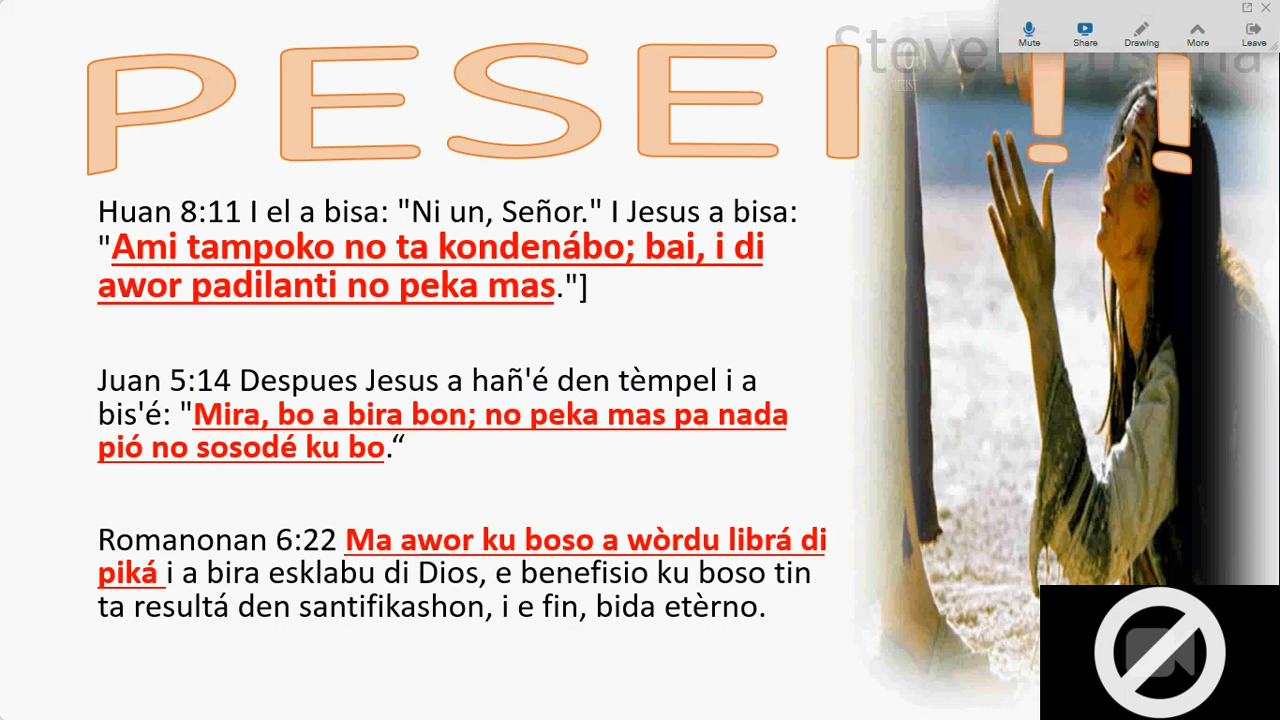 Mute Share Drawing More Leave
PESEI !!
Huan 8:11 I el a bisa: "Ni un, Señor." I Jesus a bisa:
"Ami tampoko no ta kondenábo; bai, i di
awor padilanti no peka mas."]
Juan 5:14 Despues Jesus a hañ'é den tèmpel i a
bis'é: "Mira, bo a bira bon; no peka mas pa nada
pió no sosodé ku bo.“
Romanonan 6:22 Ma awor ku boso a wòrdu librá di
piká i a bira esklabu di Dios, e benefisio ku boso tin
ta resultá den santifikashon, i e fin, bida etèrno.